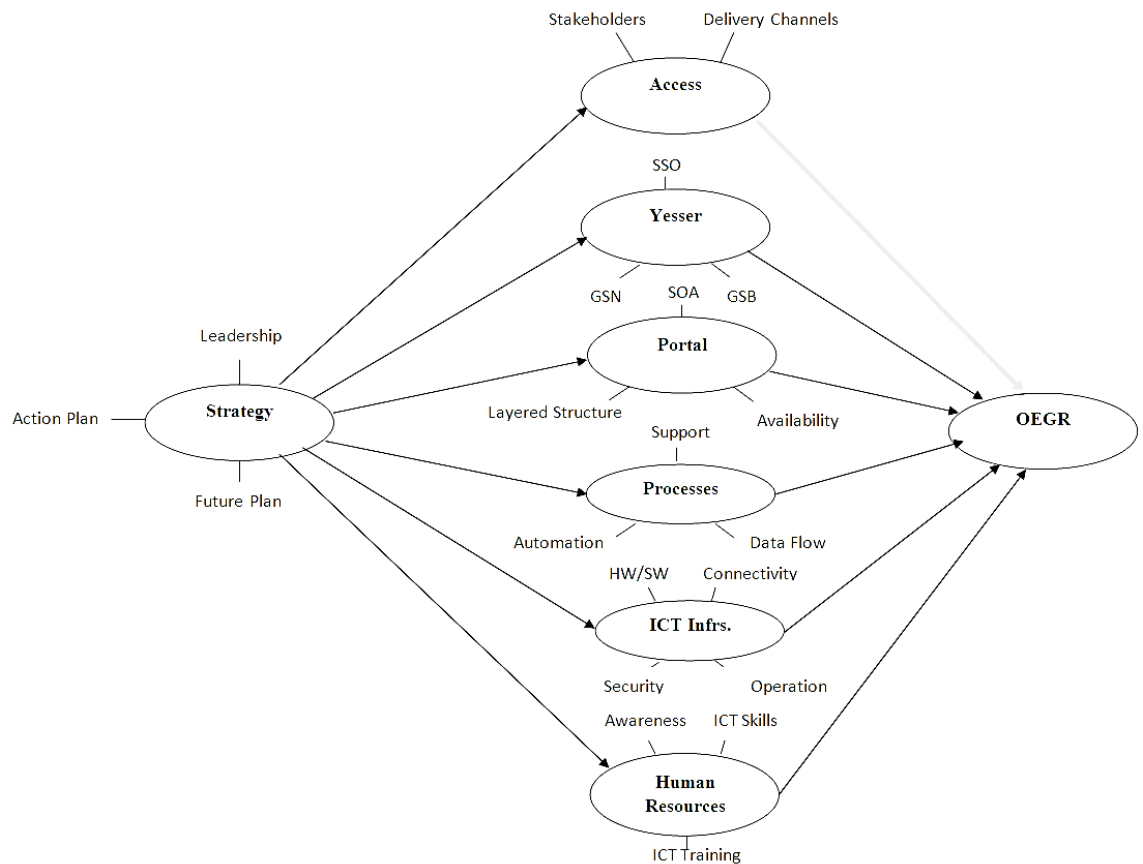 Stakeholders
Delivery Channels
Access
SSO
Yesser
GSN
SOA
GSB
Leadership
Portal
Action Plan
Strategy
Layered Structure
Availability
OEGR
Support
Future Plan
Processes
Automation
Data Flow
HW/SW
Connectivity
ICT Infrs.
Security
Operation
Awareness
ICT Skills
Human
Resources
ICT Training